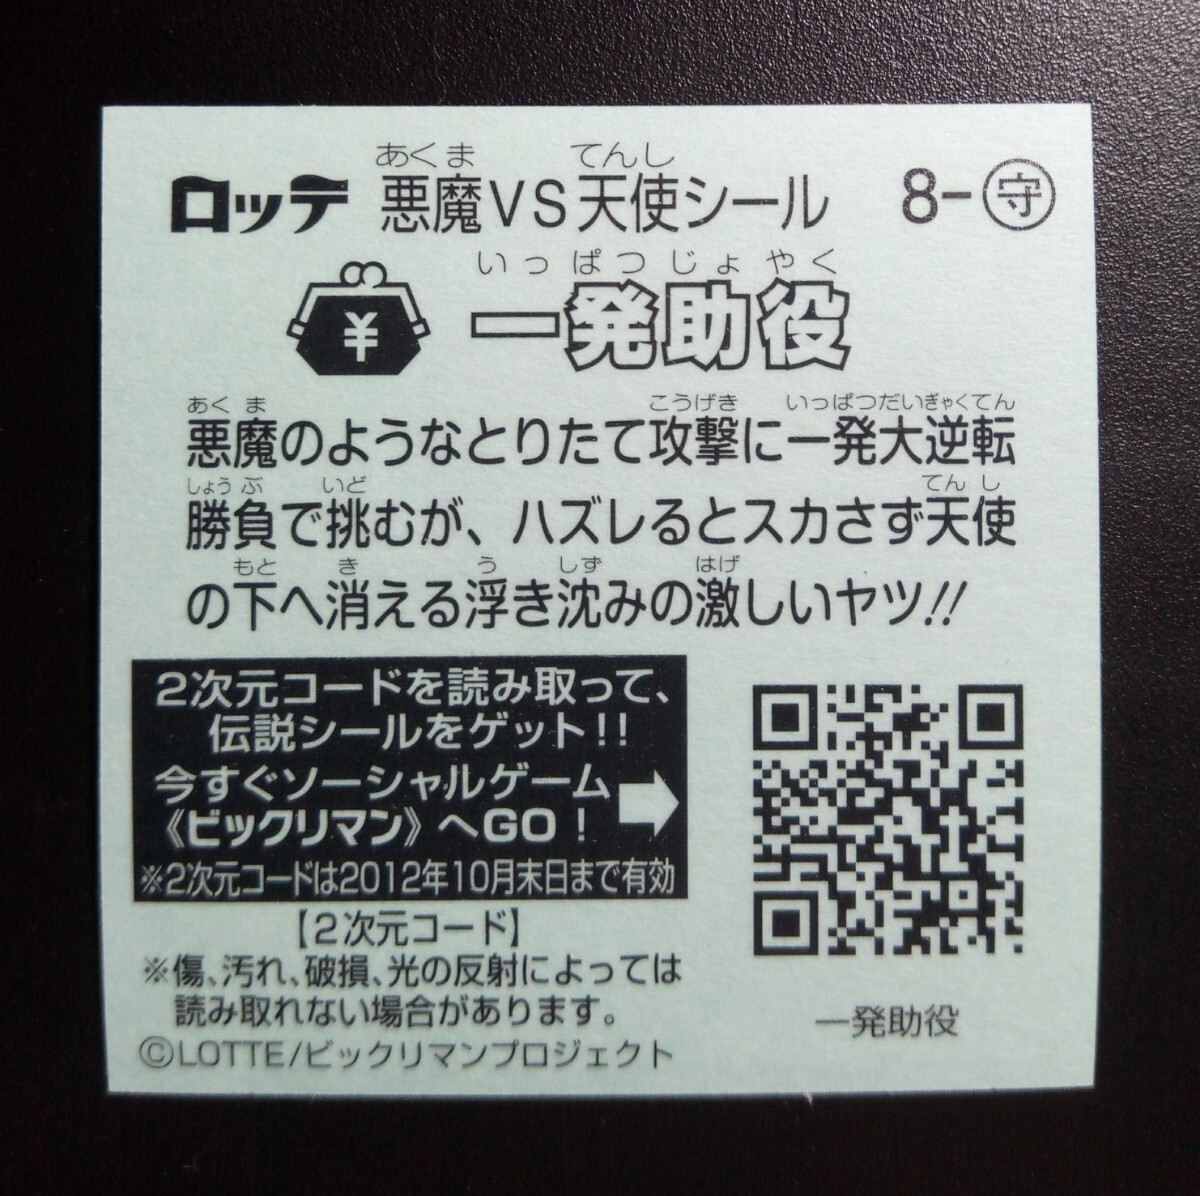 ロッテ 悪魔VS天使シール 8-守
あくま てんし
いっぱつじょやく
¥ 一発助役
あくま こうげき いっぱつだいぎゃくてん
悪魔のようなとりたて攻撃に一発大逆転
しょうぶ いど てんし
勝負で挑むが、ハズレるとスカさず天使
もと き う しず はげ
の下へ消える浮き沈みの激しいヤツ!!
2次元コードを読み取って、
伝説シールをゲット!!
今すぐソーシャルゲーム
《ビックリマン》へGO!
※2次元コードは2012年10月末日まで有効
【2次元コード】
※傷、汚れ、破損、光の反射によっては
読み取れない場合があります。
©LOTTE/ビックリマンプロジェクト
一発助役